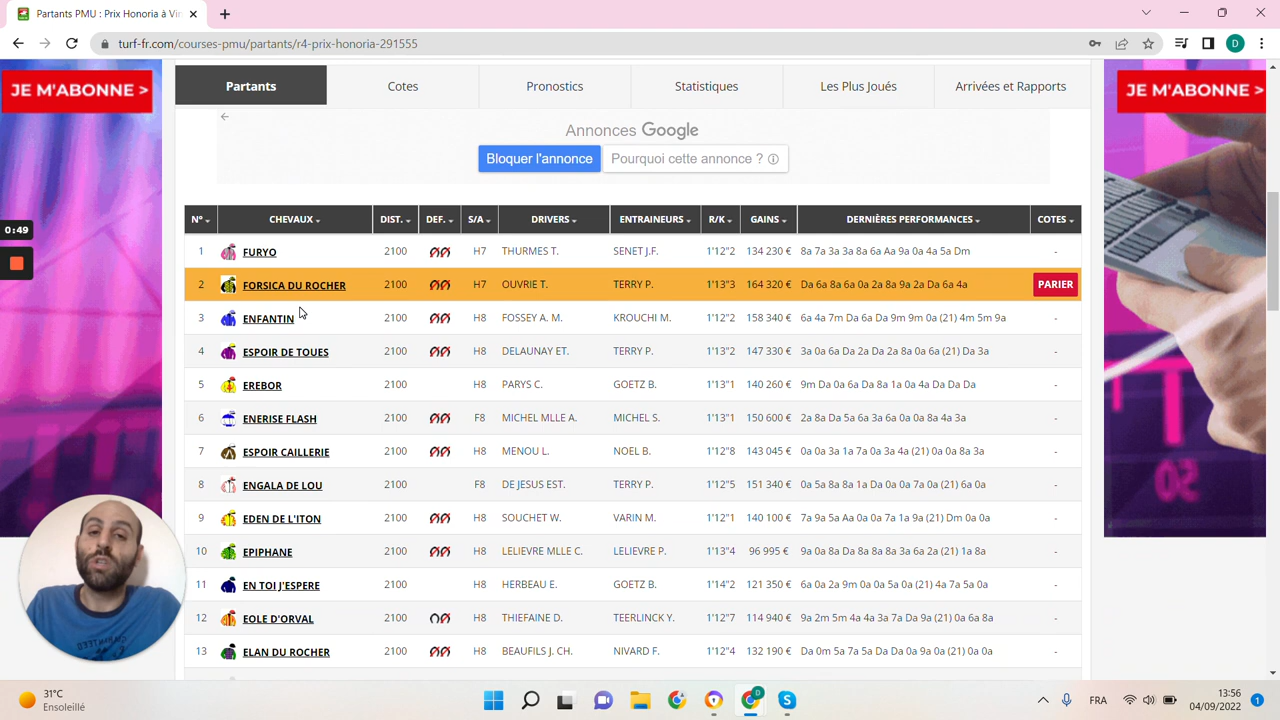 Partants PMU : Prix Honoria à Vin
turf-fr.com/courses-pmu/partants/r4-prix-honoria-291555
D
JE M'ABONNE >
JE M'ABONNE >
Partants Cotes Pronostics Statistiques Les Plus Joués Arrivées et Rapports
Annonces Google
Bloquer l'annonce Pourquoi cette annonce ?
N° CHEVAUX DIST. DEF. S/A DRIVERS ENTRAINEURS R/K GAINS DERNIÈRES PERFORMANCES COTES
0:49
1 FURYO 2100 H7 THURMES T. SENET J.F. 1'12"2 134 230 € 8a 7a 3a 3a 8a 6a Aa 9a 0a 4a 5a Dm -
2 FORSICA DU ROCHER 2100 H7 OUVRIE T. TERRY P. 1'13"3 164 320 € Da 6a 8a 6a 0a 2a 8a 9a 2a Da 6a 4a PARIER
3 ENFANTIN 2100 H8 FOSSEY A. M. KROUCHI M. 1'12"2 158 340 € 6a 4a 7m Da 6a Da 9m 9m 0a (21) 4m 5m 9a -
4 ESPOIR DE TOUES 2100 H8 DELAUNAY ET. TERRY P. 1'13"2 147 330 € 3a 0a 6a Da 2a Da 2a 8a 0a 6a (21) Da 3a -
5 EREBOR 2100 H8 PARYS C. GOETZ B. 1'13"1 140 260 € 9m Da 0a 6a Da 8a 1a 0a 4a Da Da Da -
6 ENERISE FLASH 2100 F8 MICHEL MLLE A. MICHEL S. 1'13"1 150 600 € 2a 8a Da 5a 6a 3a 6a 0a 0a 8a 4a 3a -
7 ESPOIR CAILLERIE 2100 H8 MENOU L. NOEL B. 1'12"8 143 045 € 0a 0a 3a 1a 7a 0a 3a 4a (21) 0a 0a 8a 3a -
8 ENGALA DE LOU 2100 F8 DE JESUS EST. TERRY P. 1'12"5 151 340 € 0a 5a 8a 8a 1a Da 0a 0a 7a 0a (21) 6a 0a -
9 EDEN DE L'ITON 2100 H8 SOUCHET W. VARIN M. 1'12"1 140 100 € 7a 9a 5a Aa 0a 0a 7a 1a 9a (21) Dm 0a 0a -
10 EPIPHANE 2100 H8 LELIEVRE MLLE C. LELIEVRE P. 1'13"4 96 995 € 3a 0a 8a Da 8a 8a 8a 3a 6a 2a (21) 1a 8a -
11 EN TOI J'ESPERE 2100 H8 HERBEAU E. GOETZ B. 1'14"2 121 350 € 6a 0a 2a 9m 0a 0a 5a 0a (21) 4a 7a 5a 0a -
12 EOLE D'ORVAL 2100 H8 THIEFAINE D. TEERLINCK Y. 1'12"7 114 940 € 9a 2m 5m 4a 4a 3a 7a Da 9a (21) 0a 6a 8a -
13 ELAN DU ROCHER 2100 H8 BEAUFILS J. CH. NIVARD F. 1'12"4 132 190 € Da 0m 5a 7a 5a Da Da 0a 9a 0a (21) 0a 0a -
31°C
Ensoleillé
FRA
13:56
04/09/2022
1